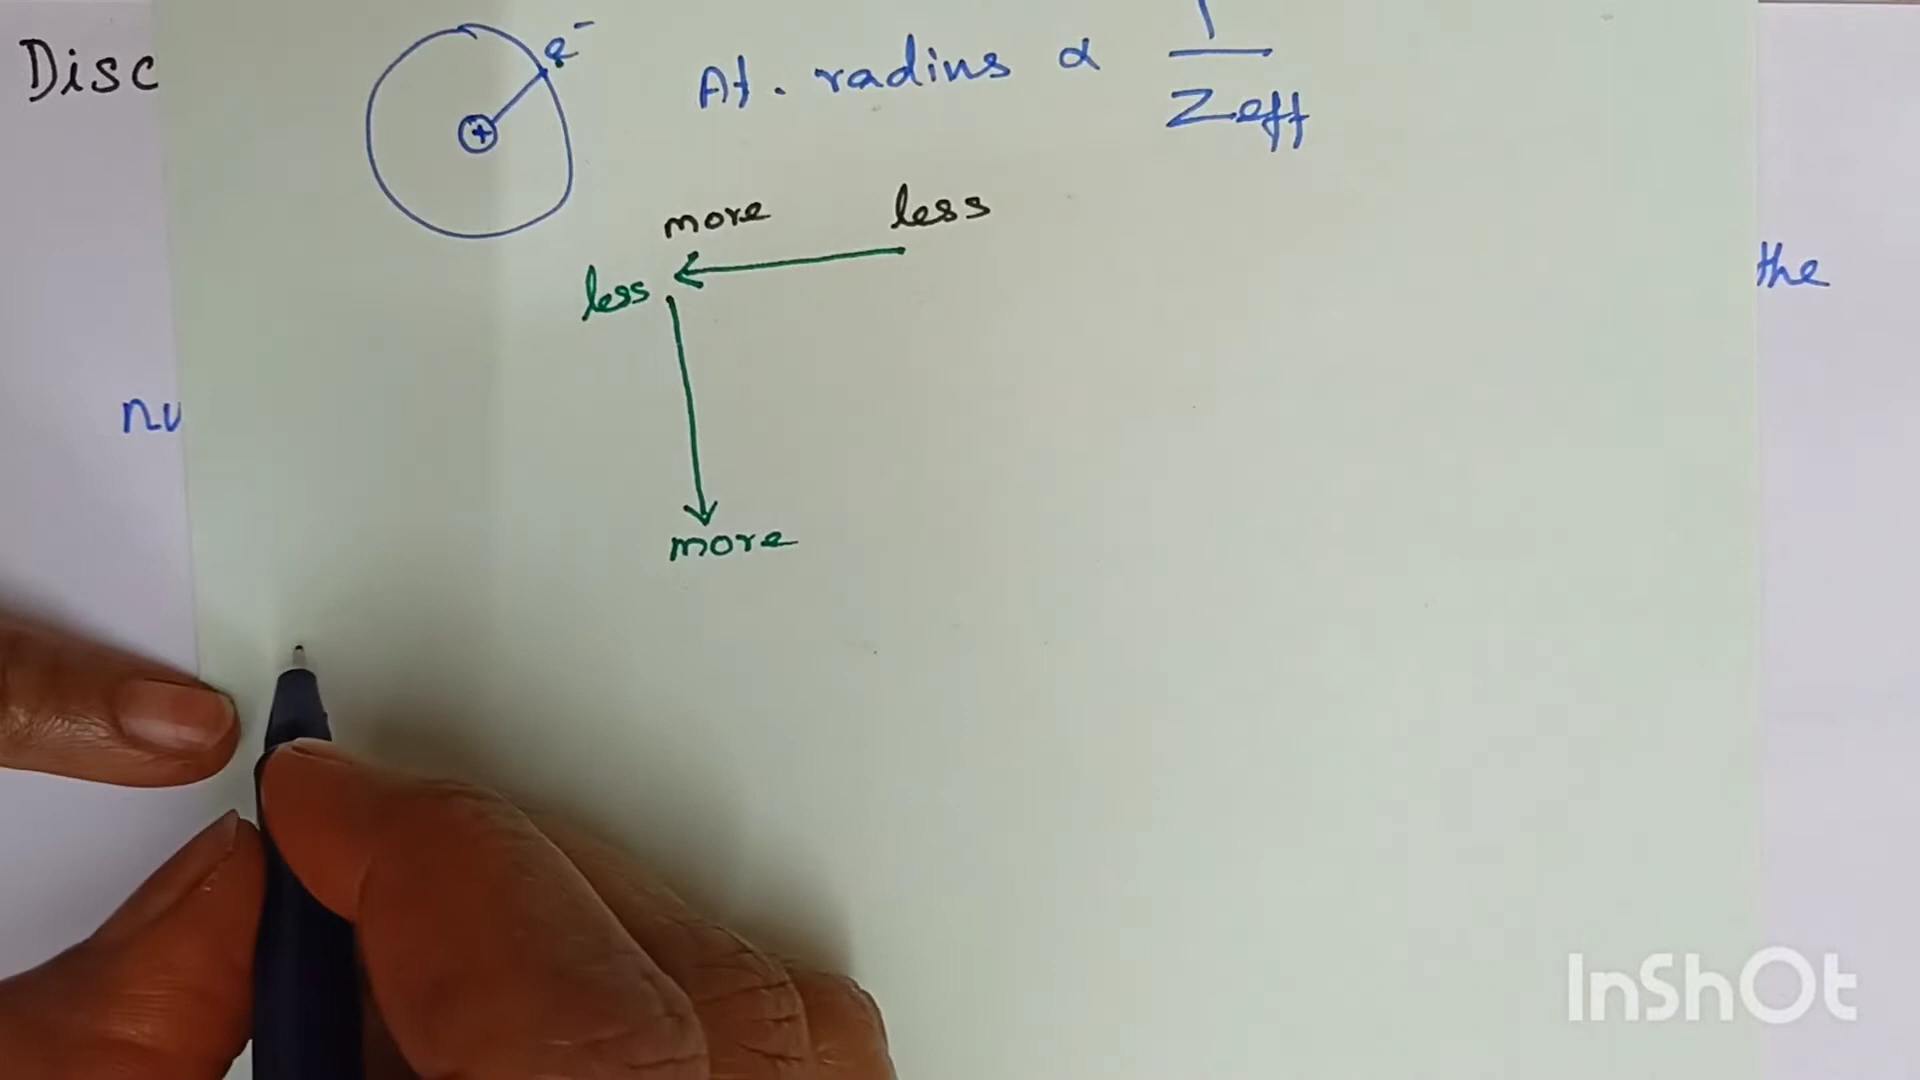 Disc
e⁻
At. radius α 1/Zeff
more less
less
the
nu
more
InShOt